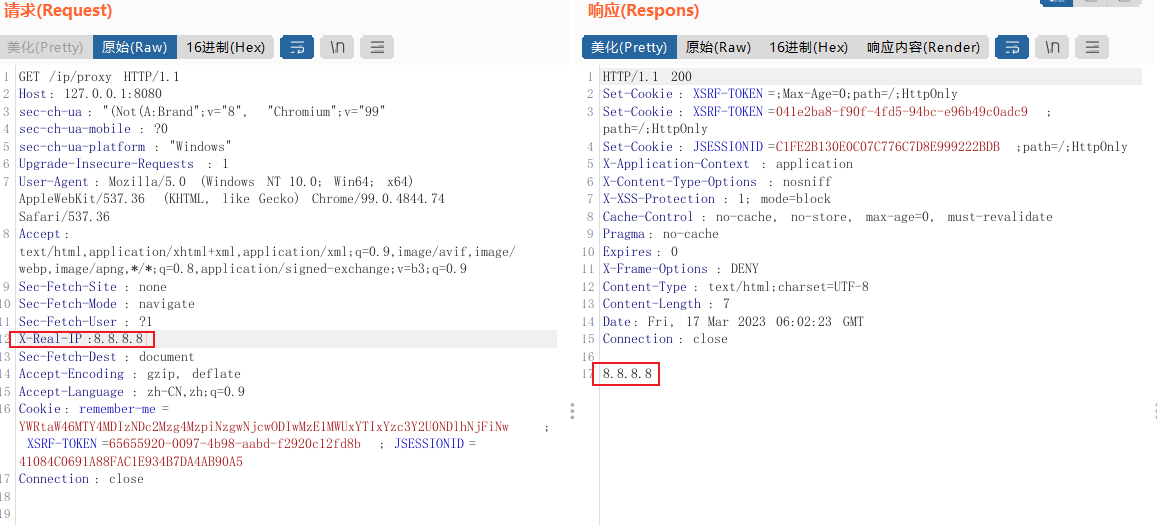 请求(Request)
美化(Pretty) 原始(Raw) 16进制(Hex) \n
1 GET /ip/proxy HTTP/1.1
2 Host: 127.0.0.1:8080
3 sec-ch-ua : "(Not(A:Brand";v="8", "Chromium";v="99"
4 sec-ch-ua-mobile : ?0
5 sec-ch-ua-platform : "Windows"
6 Upgrade-Insecure-Requests : 1
7 User-Agent : Mozilla/5.0 (Windows NT 10.0; Win64; x64)
AppleWebKit/537.36 (KHTML, like Gecko) Chrome/99.0.4844.74
Safari/537.36
8 Accept :
text/html,application/xhtml+xml,application/xml;q=0.9,image/avif,image/
webp,image/apng,*/*;q=0.8,application/signed-exchange;v=b3;q=0.9
9 Sec-Fetch-Site : none
10 Sec-Fetch-Mode : navigate
11 Sec-Fetch-User : ?1
12 X-Real-IP :8.8.8.8
13 Sec-Fetch-Dest : document
14 Accept-Encoding : gzip, deflate
15 Accept-Language : zh-CN,zh;q=0.9
16 Cookie : remember-me =
YWRtaW46MTY4MDIzNDc2Mzg4MzpiNzgwNjcwODIwMzE1MWUxYTIxYzc3Y2U0NDlhNjFiNw ;
XSRF-TOKEN =65655920-0097-4b98-aabd-f2920c12fd8b ; JSESSIONID =
41084C0691A88FAC1E934B7DA4AB90A5
17 Connection : close
18
19
响应(Respons)
美化(Pretty) 原始(Raw) 16进制(Hex) 响应内容(Render) \n
1 HTTP/1.1 200
2 Set-Cookie : XSRF-TOKEN =;Max-Age=0;path=/;HttpOnly
3 Set-Cookie : XSRF-TOKEN =041e2ba8-f90f-4fd5-94bc-e96b49c0adc9 ;
path=/;HttpOnly
4 Set-Cookie : JSESSIONID =C1FE2B130E0C07C776C7D8E999222BDB ;path=/;HttpOnly
5 X-Application-Context : application
6 X-Content-Type-Options : nosniff
7 X-XSS-Protection : 1; mode=block
8 Cache-Control : no-cache, no-store, max-age=0, must-revalidate
9 Pragma : no-cache
10 Expires : 0
11 X-Frame-Options : DENY
12 Content-Type : text/html;charset=UTF-8
13 Content-Length : 7
14 Date : Fri, 17 Mar 2023 06:02:23 GMT
15 Connection : close
16
17 8.8.8.8